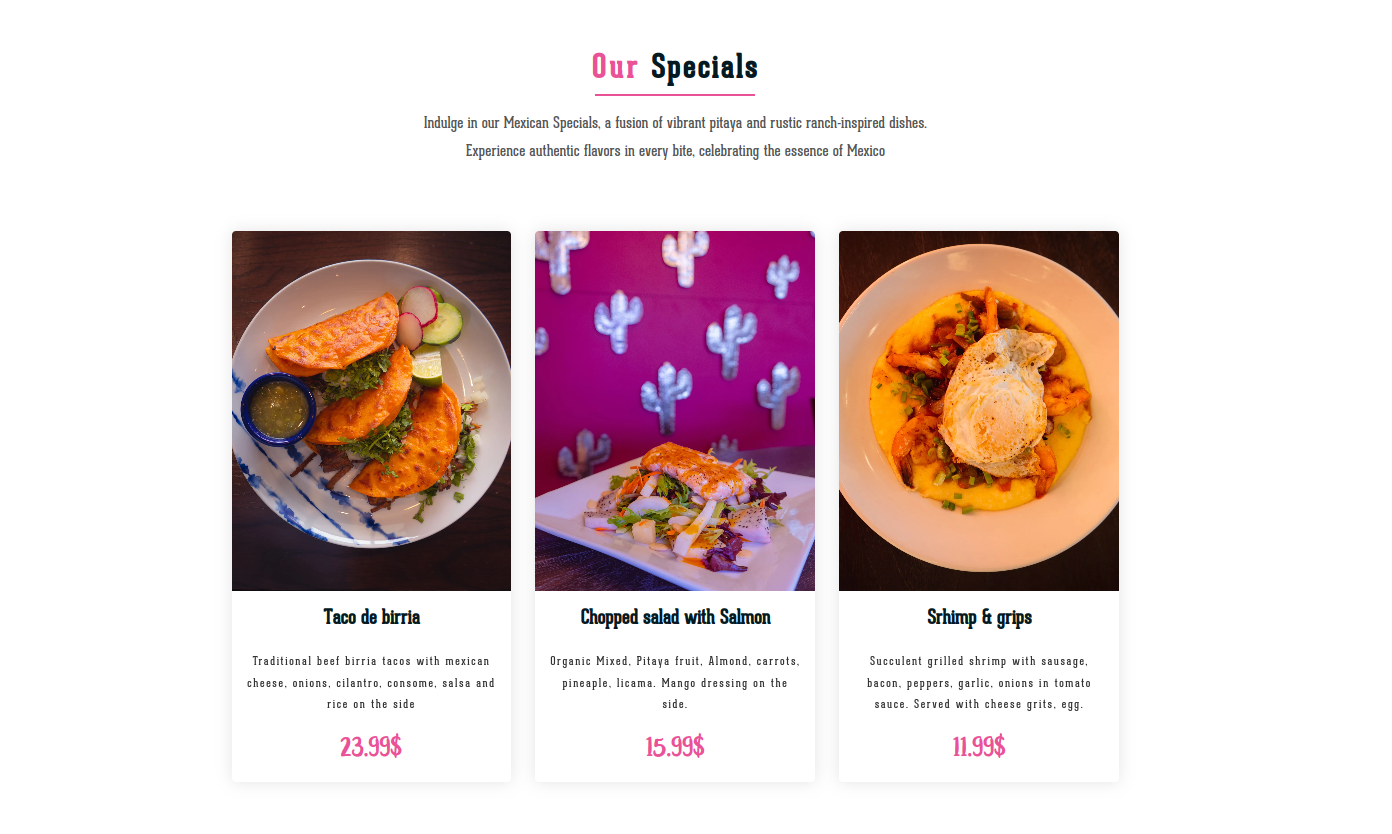 Our Specials
Indulge in our Mexican Specials, a fusion of vibrant pitaya and rustic ranch-inspired dishes.
Experience authentic flavors in every bite, celebrating the essence of Mexico
Taco de birria
Traditional beef birria tacos with mexican
cheese, onions, cilantro, consome, salsa and
rice on the side
23.99$
Chopped salad with Salmon
Organic Mixed, Pitaya fruit, Almond, carrots,
pineaple, licama. Mango dressing on the
side.
15.99$
Srhimp & grips
Succulent grilled shrimp with sausage,
bacon, peppers, garlic, onions in tomato
sauce. Served with cheese grits, egg.
11.99$